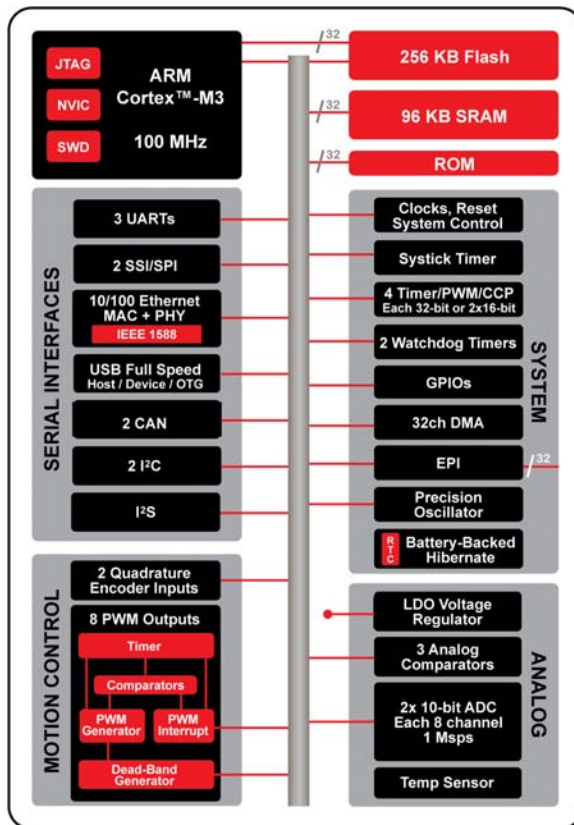 JTAG
NVIC
SWD
ARM
Cortex™-M3
100 MHz
32
256 KB Flash
32
96 KB SRAM
32
ROM
SERIAL INTERFACES
3 UARTs
2 SSI/SPI
10/100 Ethernet
MAC + PHY
IEEE 1588
USB Full Speed
Host / Device / OTG
2 CAN
2 I²C
I²S
SYSTEM
Clocks, Reset
System Control
Systick Timer
4 Timer/PWM/CCP
Each 32-bit or 2x16-bit
2 Watchdog Timers
GPIOs
32ch DMA
EPI
32
Precision
Oscillator
RTC
Battery-Backed
Hibernate
MOTION CONTROL
2 Quadrature
Encoder Inputs
8 PWM Outputs
Timer
Comparators
PWM
Generator
PWM
Interrupt
Dead-Band
Generator
ANALOG
LDO Voltage
Regulator
3 Analog
Comparators
2x 10-bit ADC
Each 8 channel
1 Msps
Temp Sensor